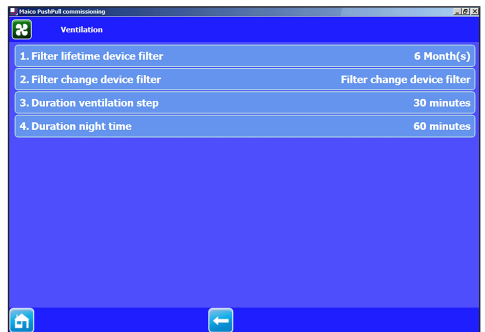 Maico PushPull commissioning
Ventilation
1. Filter lifetime device filter 6 Month(s)
2. Filter change device filter Filter change device filter
3. Duration ventilation step 30 minutes
4. Duration night time 60 minutes